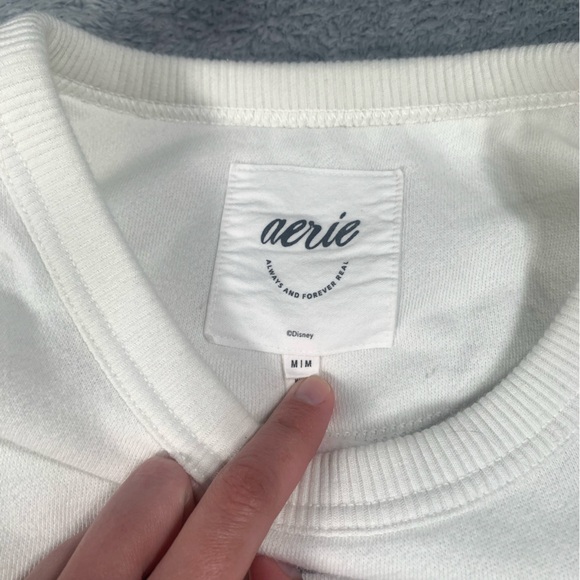 aerie
ALWAYS AND FOREVER REAL
©Disney
M|M